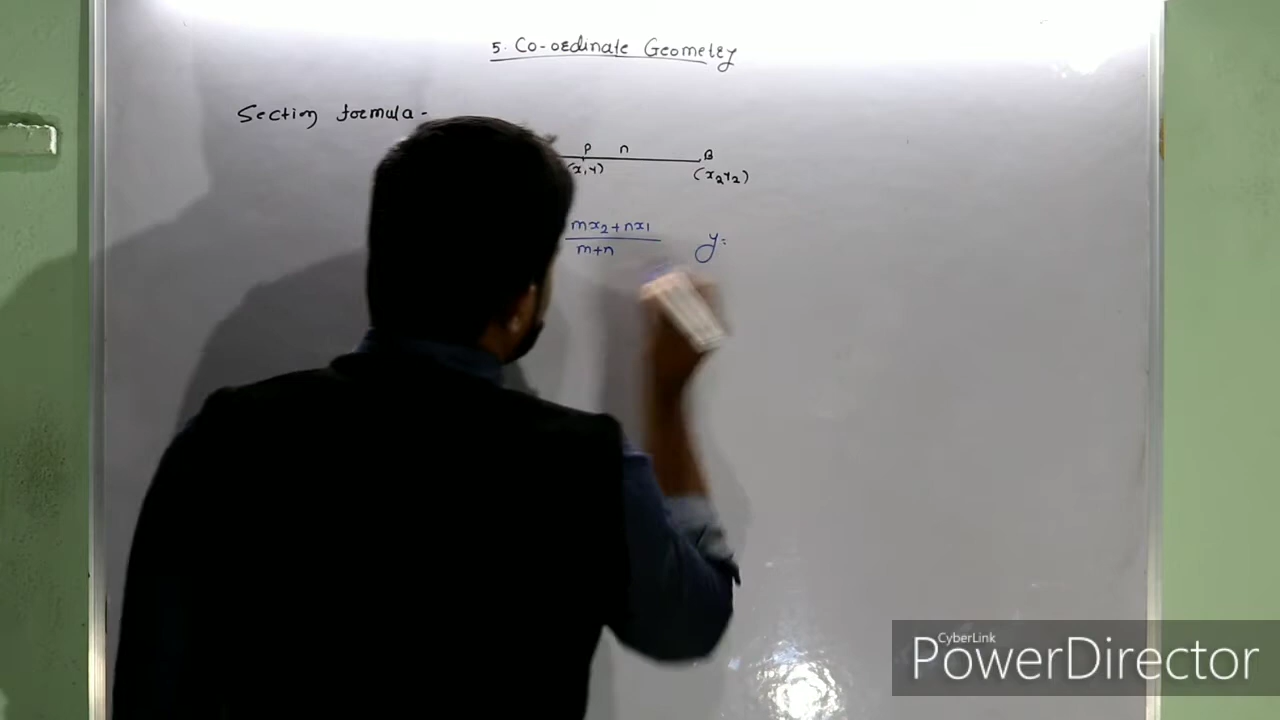 5. Co-ordinate Geometry
Section formula -
P n B
(x,y) (x₂y₂)
mx₂+nx1 y:
m+n
CyberLink
PowerDirector